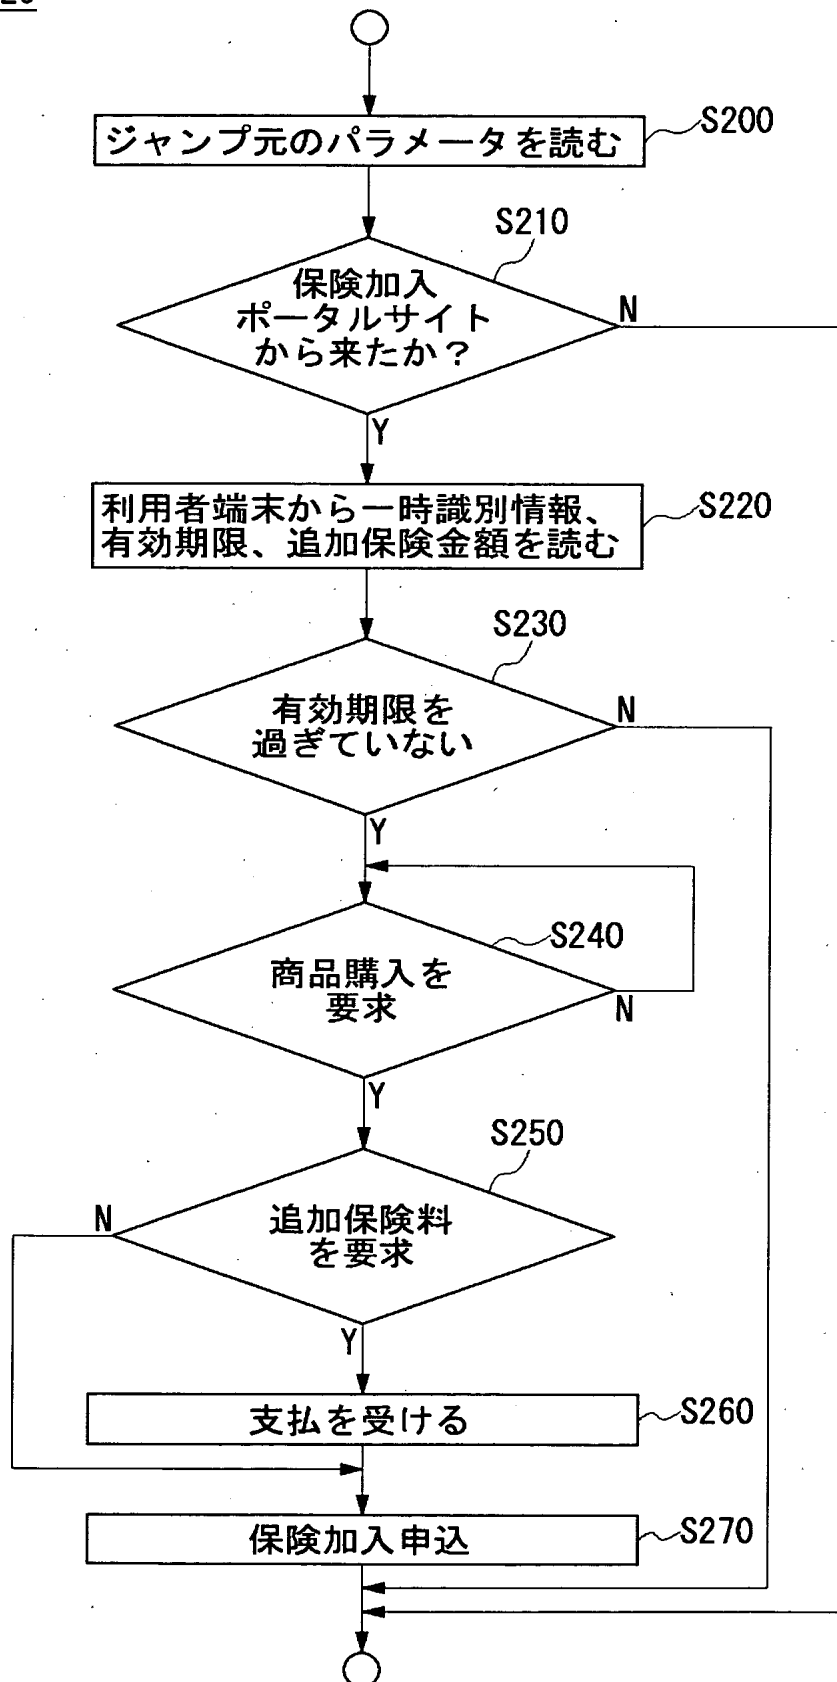 ジャンプ元のパラメータを読む
S200
S210
保険加入
ポータルサイト
から来たか？
N
Y
利用者端末から一時識別情報、
有効期限、追加保険金額を読む
S220
S230
有効期限を
過ぎていない
N
Y
S240
商品購入を
要求
N
Y
S250
N
追加保険料
を要求
Y
支払を受ける
S260
保険加入申込
S270